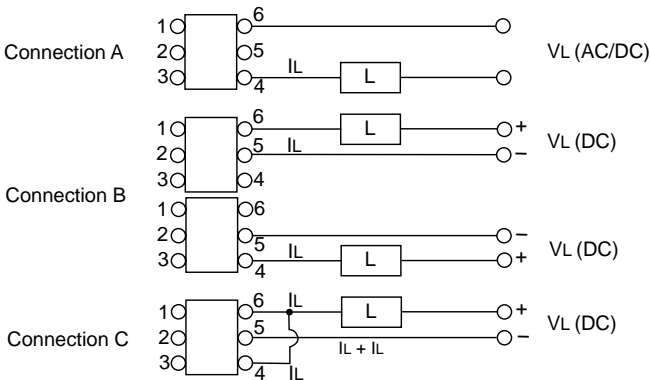 Connection A
1 6
2 5
3 4
IL
L
VL (AC/DC)
Connection B
1 6
2 5
3 4
IL
L
+
−
VL (DC)
1 6
2 5
3 4
IL
L
−
+
VL (DC)
Connection C
1 6
2 5
3 4
IL
L
IL + IL
IL
+
−
VL (DC)